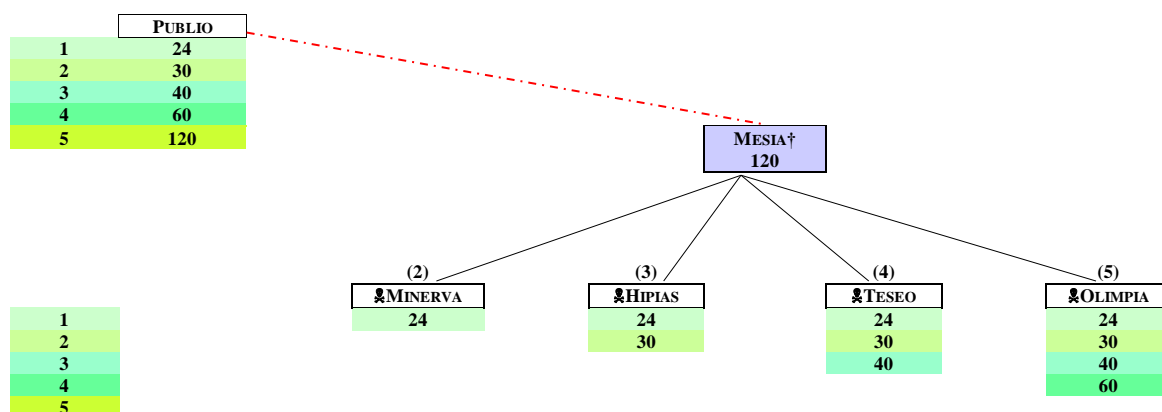 PUBLIO
1 24
2 30
3 40
4 60
5 120
MESIA†
120
(2) (3) (4) (5)
☠MINERVA ☠HIPIAS ☠TESEO ☠OLIMPIA
1 24 24 24 24
2 30 30 30
3 40 40
4 60
5